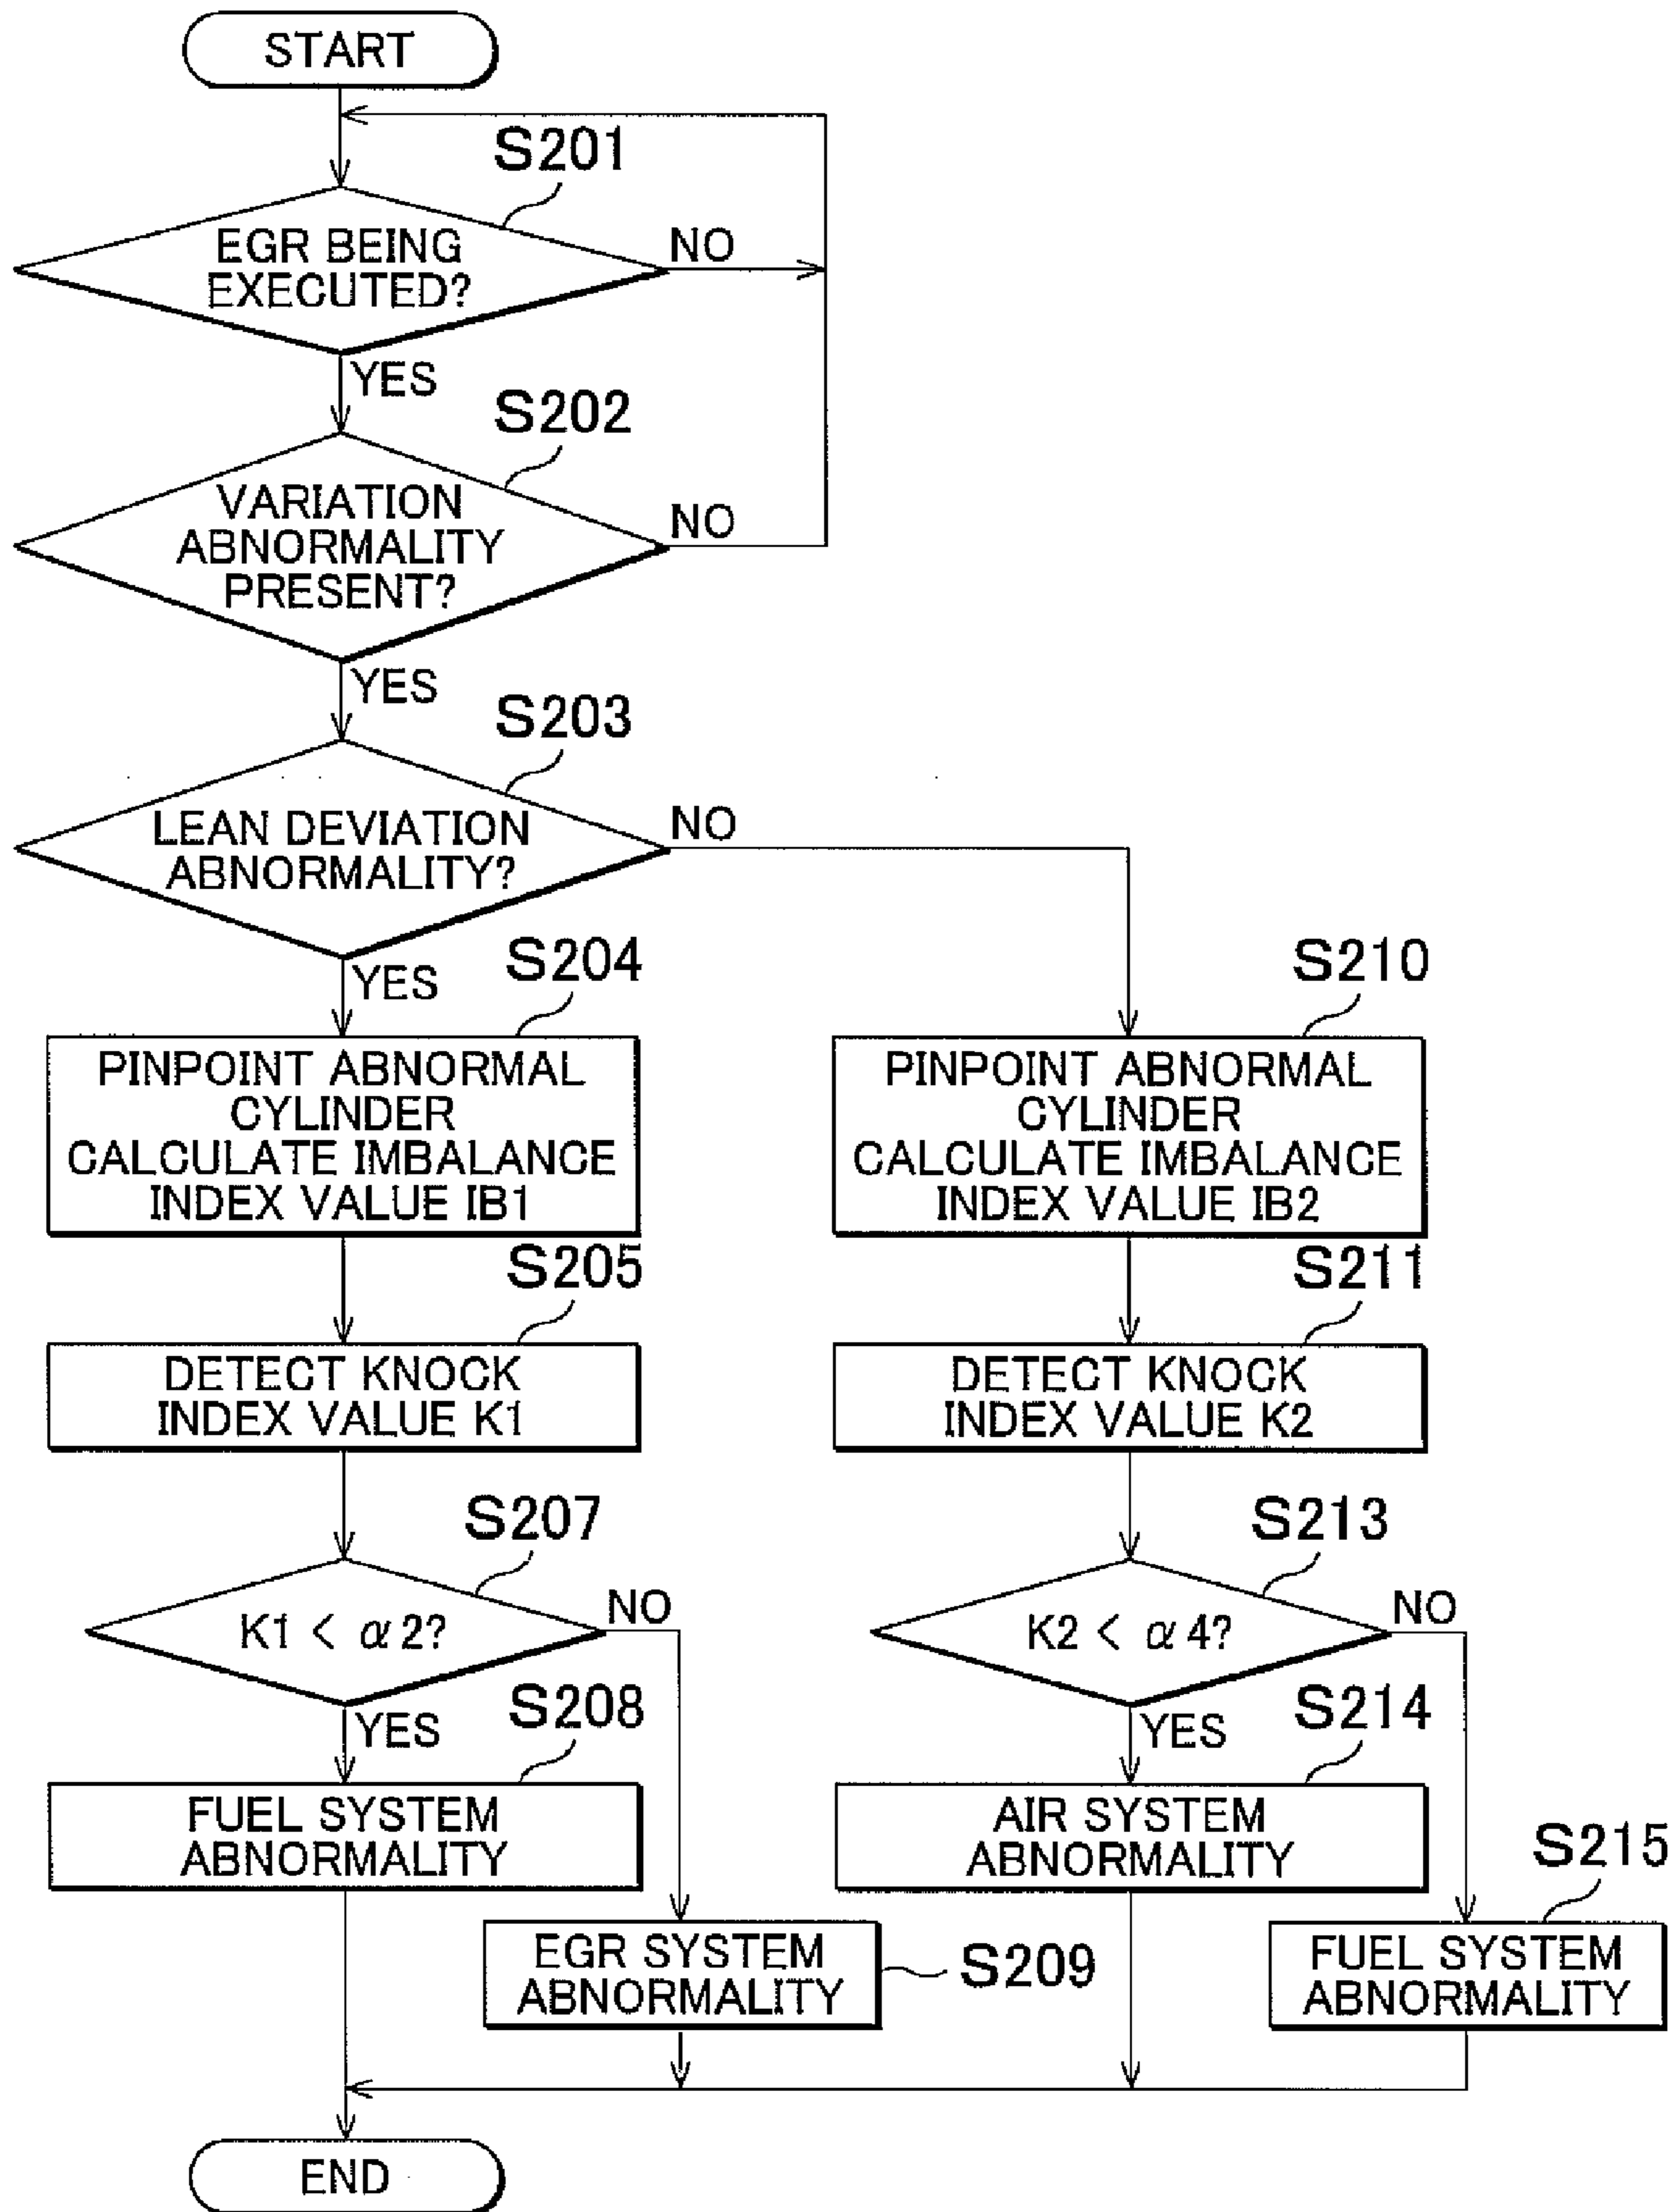 START
S201
EGR BEING
EXECUTED?
NO
YES
S202
VARIATION
ABNORMALITY
PRESENT?
NO
YES
S203
LEAN DEVIATION
ABNORMALITY?
NO
YES
S204
PINPOINT ABNORMAL
CYLINDER
CALCULATE IMBALANCE
INDEX VALUE IB1
S210
PINPOINT ABNORMAL
CYLINDER
CALCULATE IMBALANCE
INDEX VALUE IB2
S205
DETECT KNOCK
INDEX VALUE K1
S211
DETECT KNOCK
INDEX VALUE K2
S207
K1 < α2?
NO
YES
S213
K2 < α4?
NO
YES
S208
FUEL SYSTEM
ABNORMALITY
S214
AIR SYSTEM
ABNORMALITY
EGR SYSTEM
ABNORMALITY
S209
S215
FUEL SYSTEM
ABNORMALITY
END